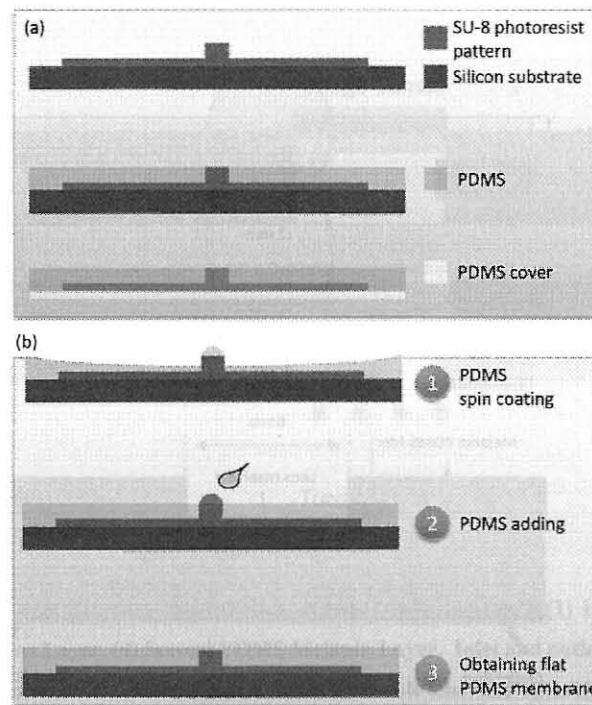 (a)
SU-8 photoresist
pattern
Silicon substrate
PDMS
PDMS cover
(b)
1 PDMS
spin coating
2 PDMS adding
3 Obtaining flat
PDMS membrane